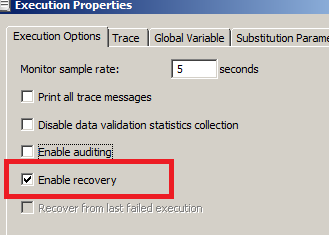 Execution Properties
Execution Options Trace Global Variable Substitution Parame
Monitor sample rate: 5 seconds
Print all trace messages
Disable data validation statistics collection
Enable auditing
Enable recovery
Recover from last failed execution